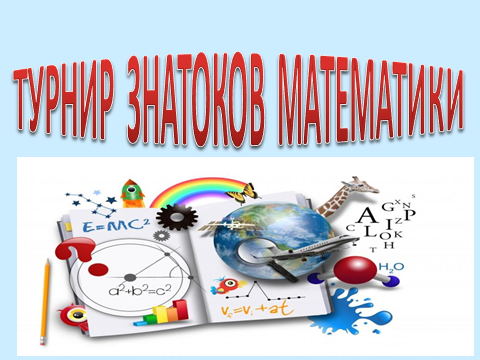 ТУРНИР ЗНАТОКОВ МАТЕМАТИКИ
E=MC²
?
a²+b²=c²
H₂O